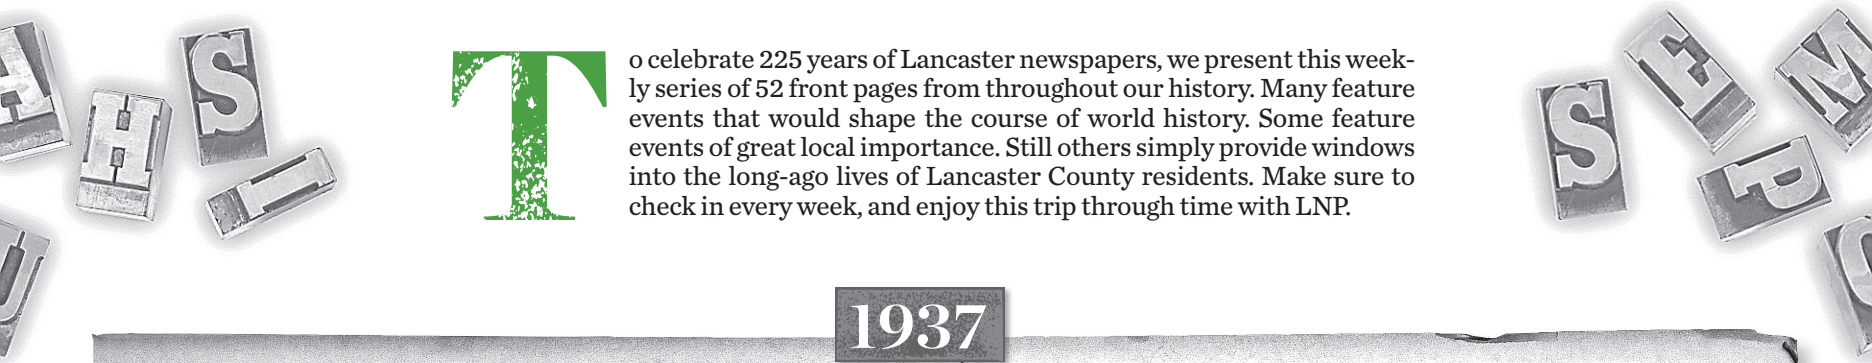 To celebrate 225 years of Lancaster newspapers, we present this week-
ly series of 52 front pages from throughout our history. Many feature
events that would shape the course of world history. Some feature
events of great local importance. Still others simply provide windows
into the long-ago lives of Lancaster County residents. Make sure to
check in every week, and enjoy this trip through time with LNP.
1937
A
H
S
I
U
S
E
M
P